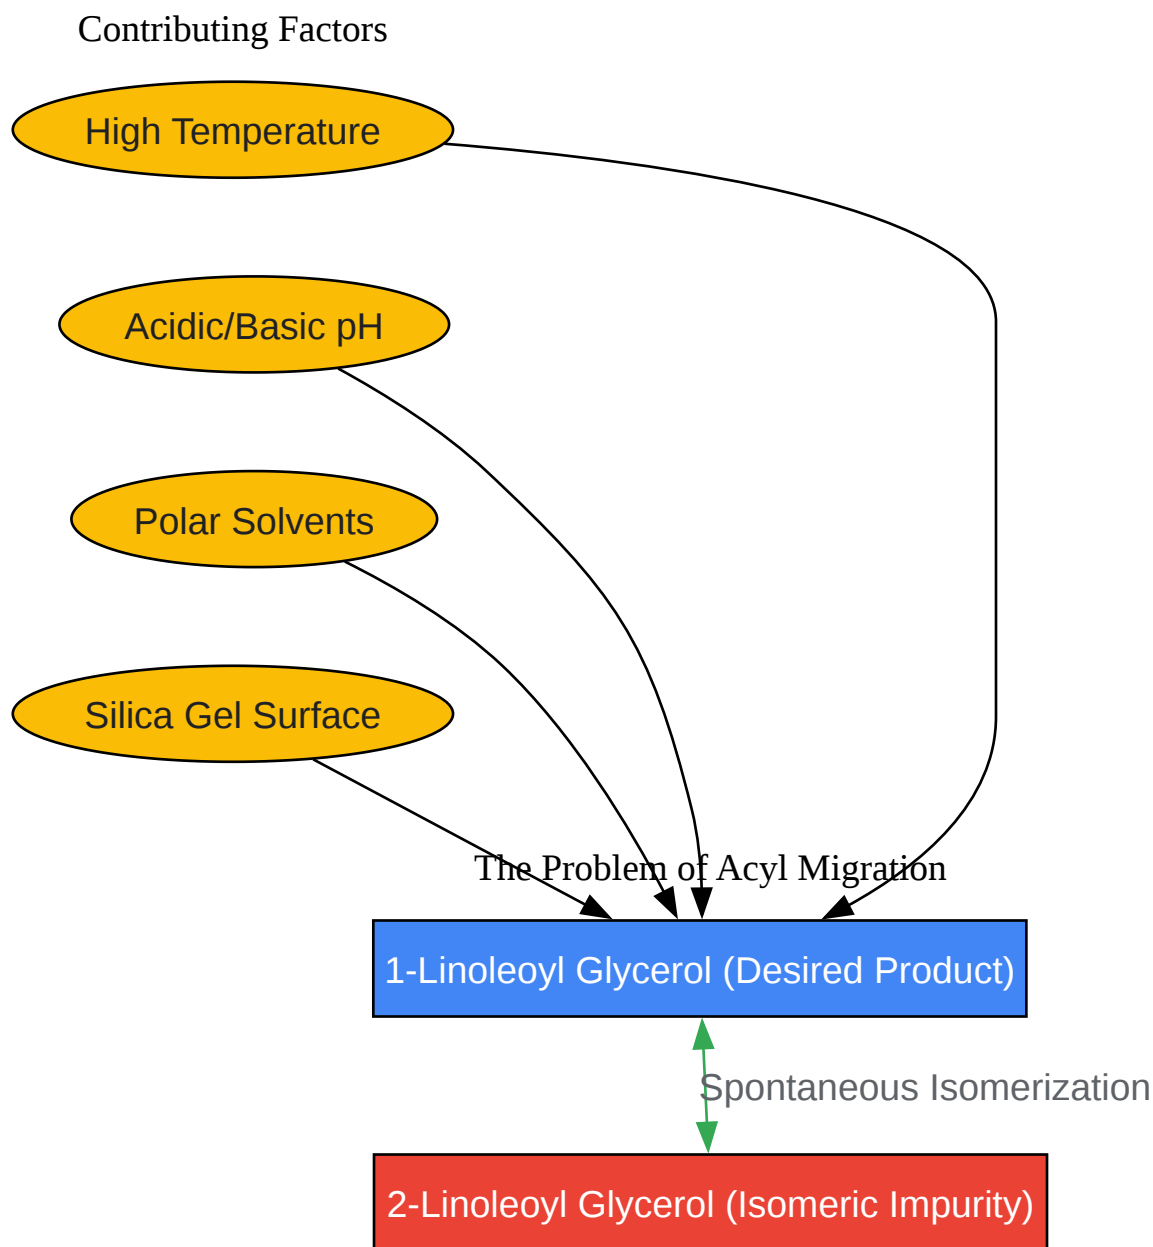 Contributing Factors
High Temperature
Acidic/Basic pH
Polar Solvents
Silica Gel Surface
The Problem of Acyl Migration
1-Linoleoyl Glycerol (Desired Product)
Spontaneous Isomerization
2-Linoleoyl Glycerol (Isomeric Impurity)